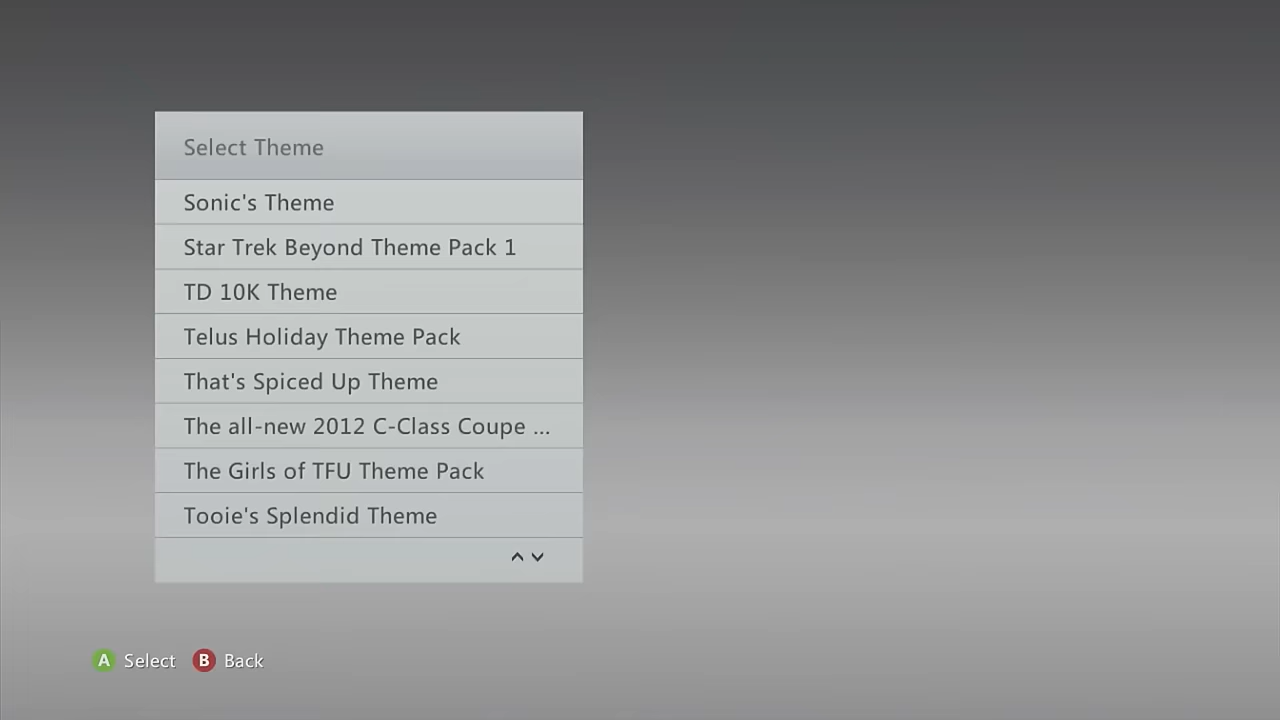 Select Theme
Sonic's Theme
Star Trek Beyond Theme Pack 1
TD 10K Theme
Telus Holiday Theme Pack
That's Spiced Up Theme
The all-new 2012 C-Class Coupe ...
The Girls of TFU Theme Pack
Tooie's Splendid Theme
A Select B Back